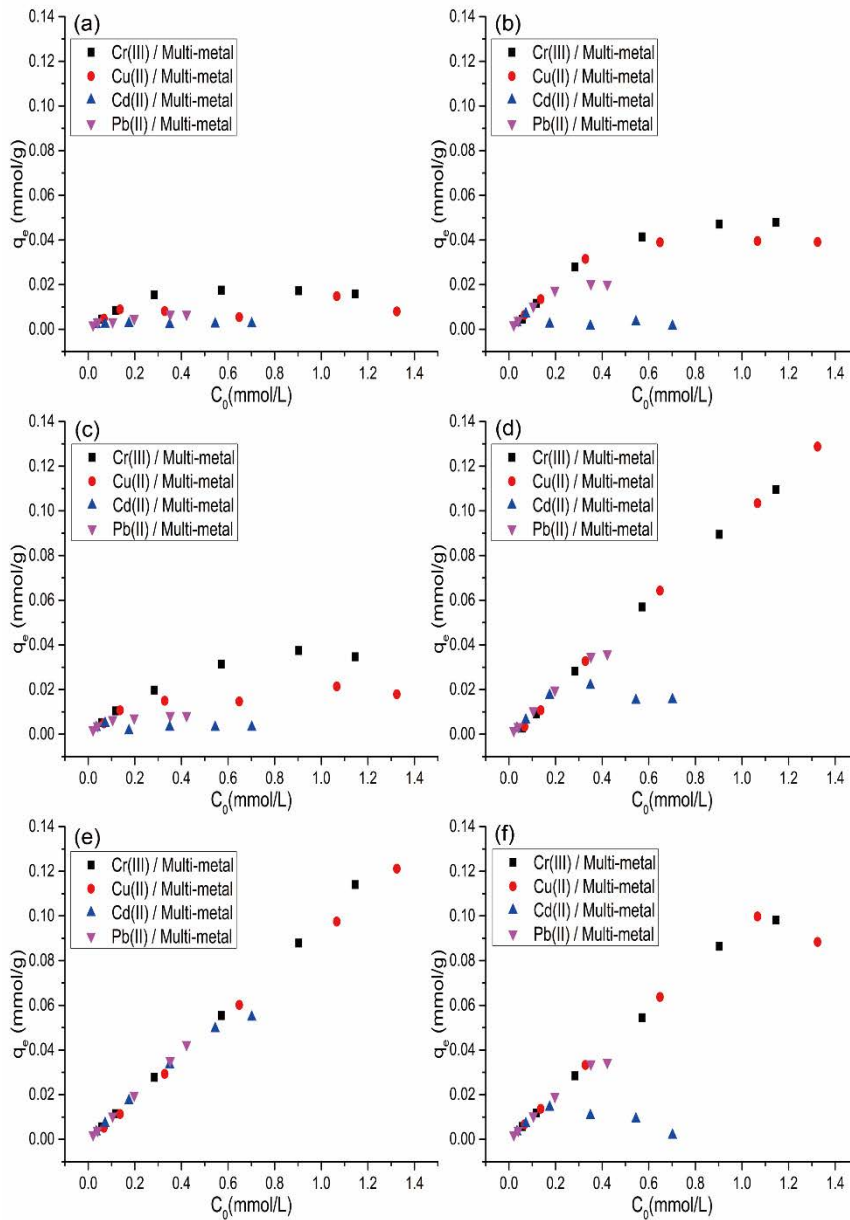 (a)
Cr(III) / Multi-metal
Cu(II) / Multi-metal
Cd(II) / Multi-metal
Pb(II) / Multi-metal
0.14
0.12
0.10
0.08
0.06
0.04
0.02
0.00
qe (mmol/g)
0.0 0.2 0.4 0.6 0.8 1.0 1.2 1.4
C0(mmol/L)
(b)
Cr(III) / Multi-metal
Cu(II) / Multi-metal
Cd(II) / Multi-metal
Pb(II) / Multi-metal
0.14
0.12
0.10
0.08
0.06
0.04
0.02
0.00
qe (mmol/g)
0.0 0.2 0.4 0.6 0.8 1.0 1.2 1.4
C0(mmol/L)
(c)
Cr(III) / Multi-metal
Cu(II) / Multi-metal
Cd(II) / Multi-metal
Pb(II) / Multi-metal
0.14
0.12
0.10
0.08
0.06
0.04
0.02
0.00
qe (mmol/g)
0.0 0.2 0.4 0.6 0.8 1.0 1.2 1.4
C0(mmol/L)
(d)
Cr(III) / Multi-metal
Cu(II) / Multi-metal
Cd(II) / Multi-metal
Pb(II) / Multi-metal
0.14
0.12
0.10
0.08
0.06
0.04
0.02
0.00
qe (mmol/g)
0.0 0.2 0.4 0.6 0.8 1.0 1.2 1.4
C0(mmol/L)
(e)
Cr(III) / Multi-metal
Cu(II) / Multi-metal
Cd(II) / Multi-metal
Pb(II) / Multi-metal
0.14
0.12
0.10
0.08
0.06
0.04
0.02
0.00
qe (mmol/g)
0.0 0.2 0.4 0.6 0.8 1.0 1.2 1.4
C0(mmol/L)
(f)
Cr(III) / Multi-metal
Cu(II) / Multi-metal
Cd(II) / Multi-metal
Pb(II) / Multi-metal
0.14
0.12
0.10
0.08
0.06
0.04
0.02
0.00
qe (mmol/g)
0.0 0.2 0.4 0.6 0.8 1.0 1.2 1.4
C0(mmol/L)